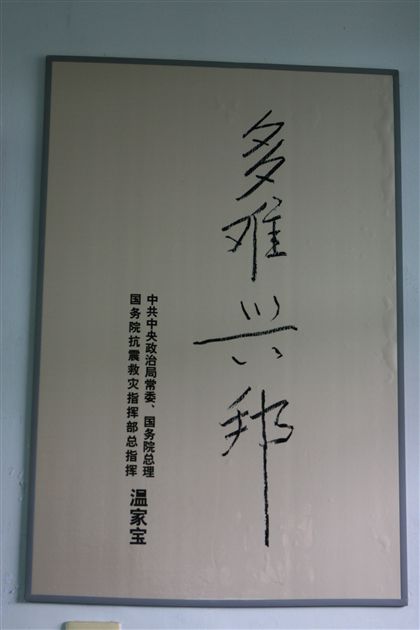 多难兴邦
中共中央政治局常委、国务院总理
国务院抗震救灾指挥部总指挥 温家宝